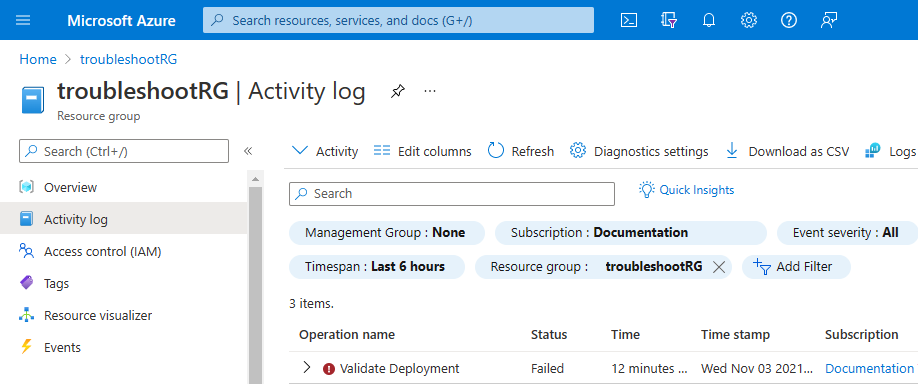 Microsoft Azure Search resources, services, and docs (G+/)
Home > troubleshootRG
troubleshootRG | Activity log ...
Resource group
Search (Ctrl+/) «
Overview
Activity log
Access control (IAM)
Tags
Resource visualizer
Events
Activity Edit columns Refresh Diagnostics settings Download as CSV Logs
Search Quick Insights
Management Group : None Subscription : Documentation Event severity : All
Timespan : Last 6 hours Resource group : troubleshootRG Add Filter
3 items.
Operation name Status Time Time stamp Subscription
Validate Deployment Failed 12 minutes ... Wed Nov 03 2021... Documentation